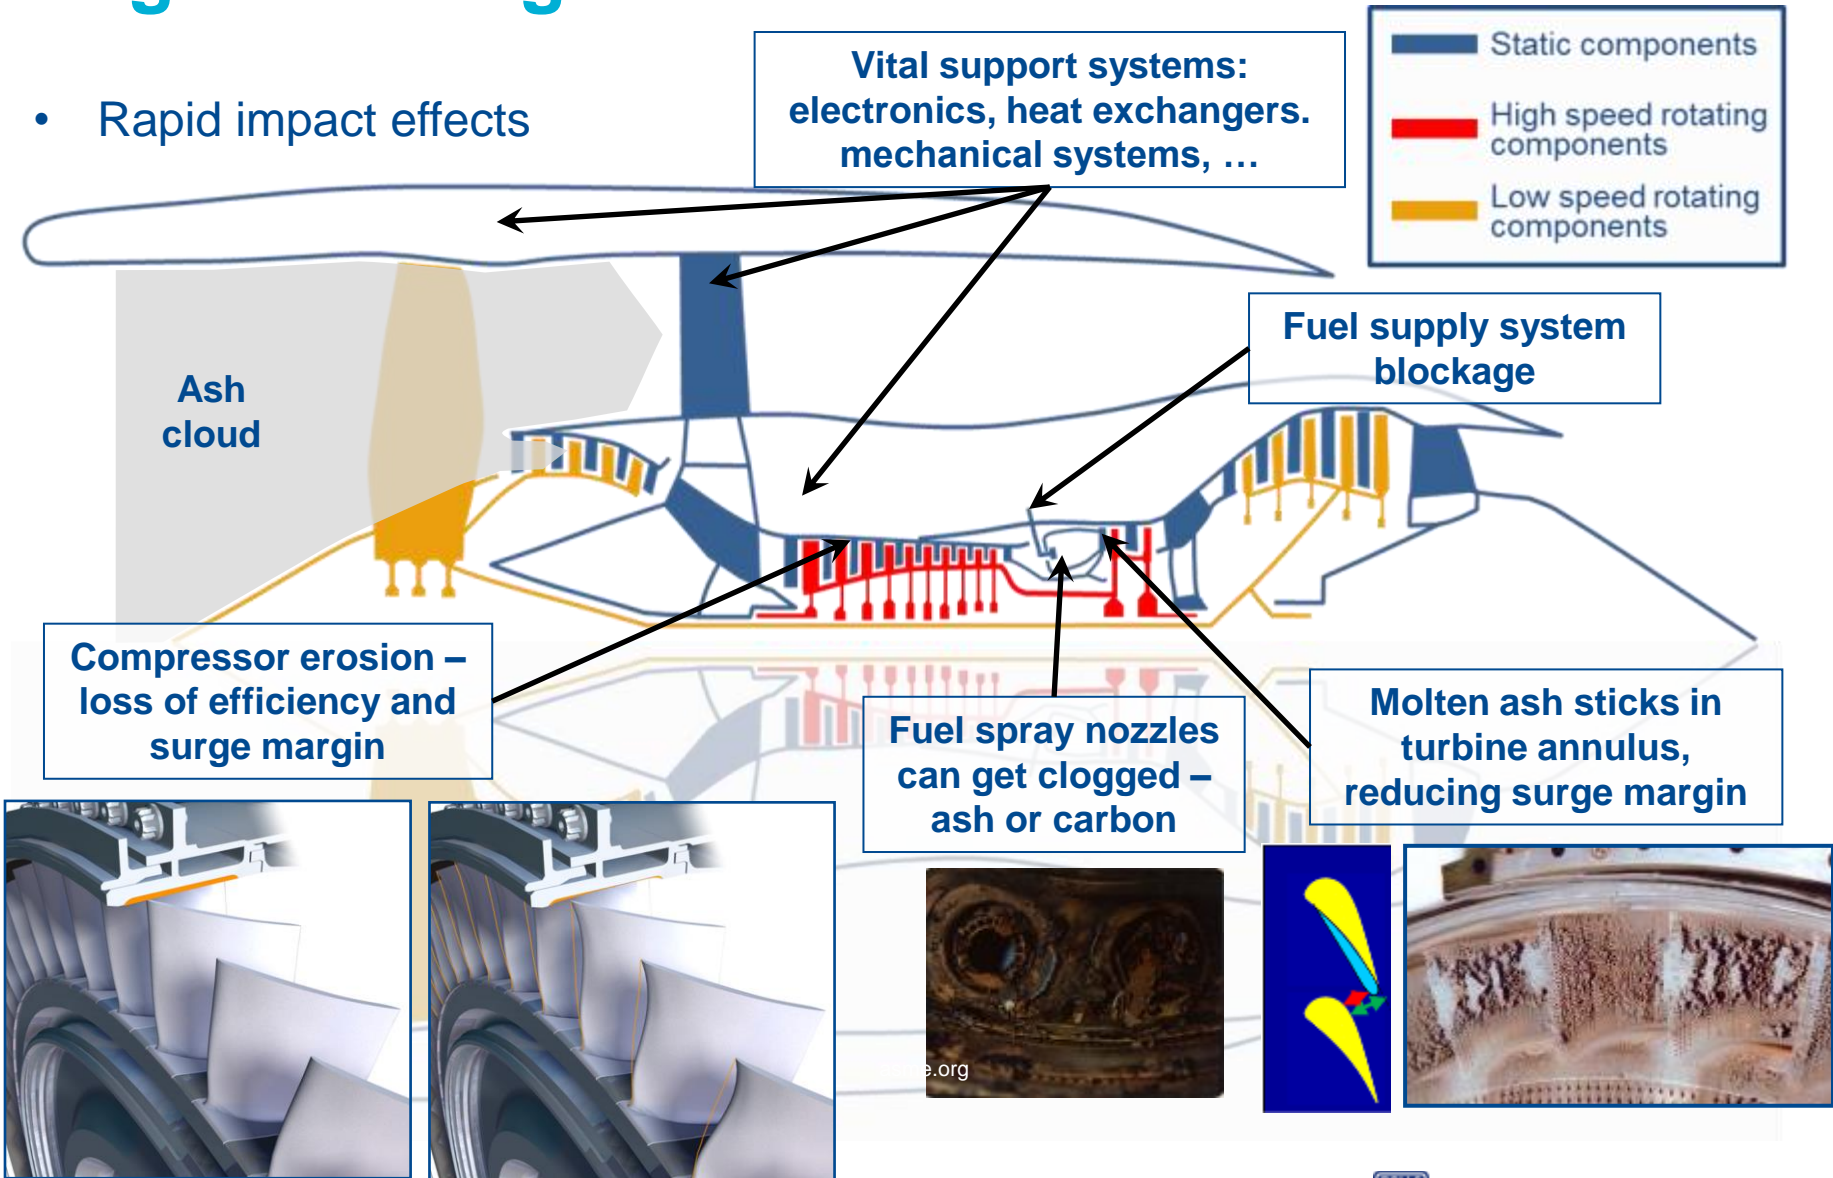 • Rapid impact effects
Vital support systems:
electronics, heat exchangers.
mechanical systems, …
Static components
High speed rotating
components
Low speed rotating
components
Fuel supply system
blockage
Ash
cloud
Compressor erosion –
loss of efficiency and
surge margin
Fuel spray nozzles
can get clogged –
ash or carbon
Molten ash sticks in
turbine annulus,
reducing surge margin
e.org